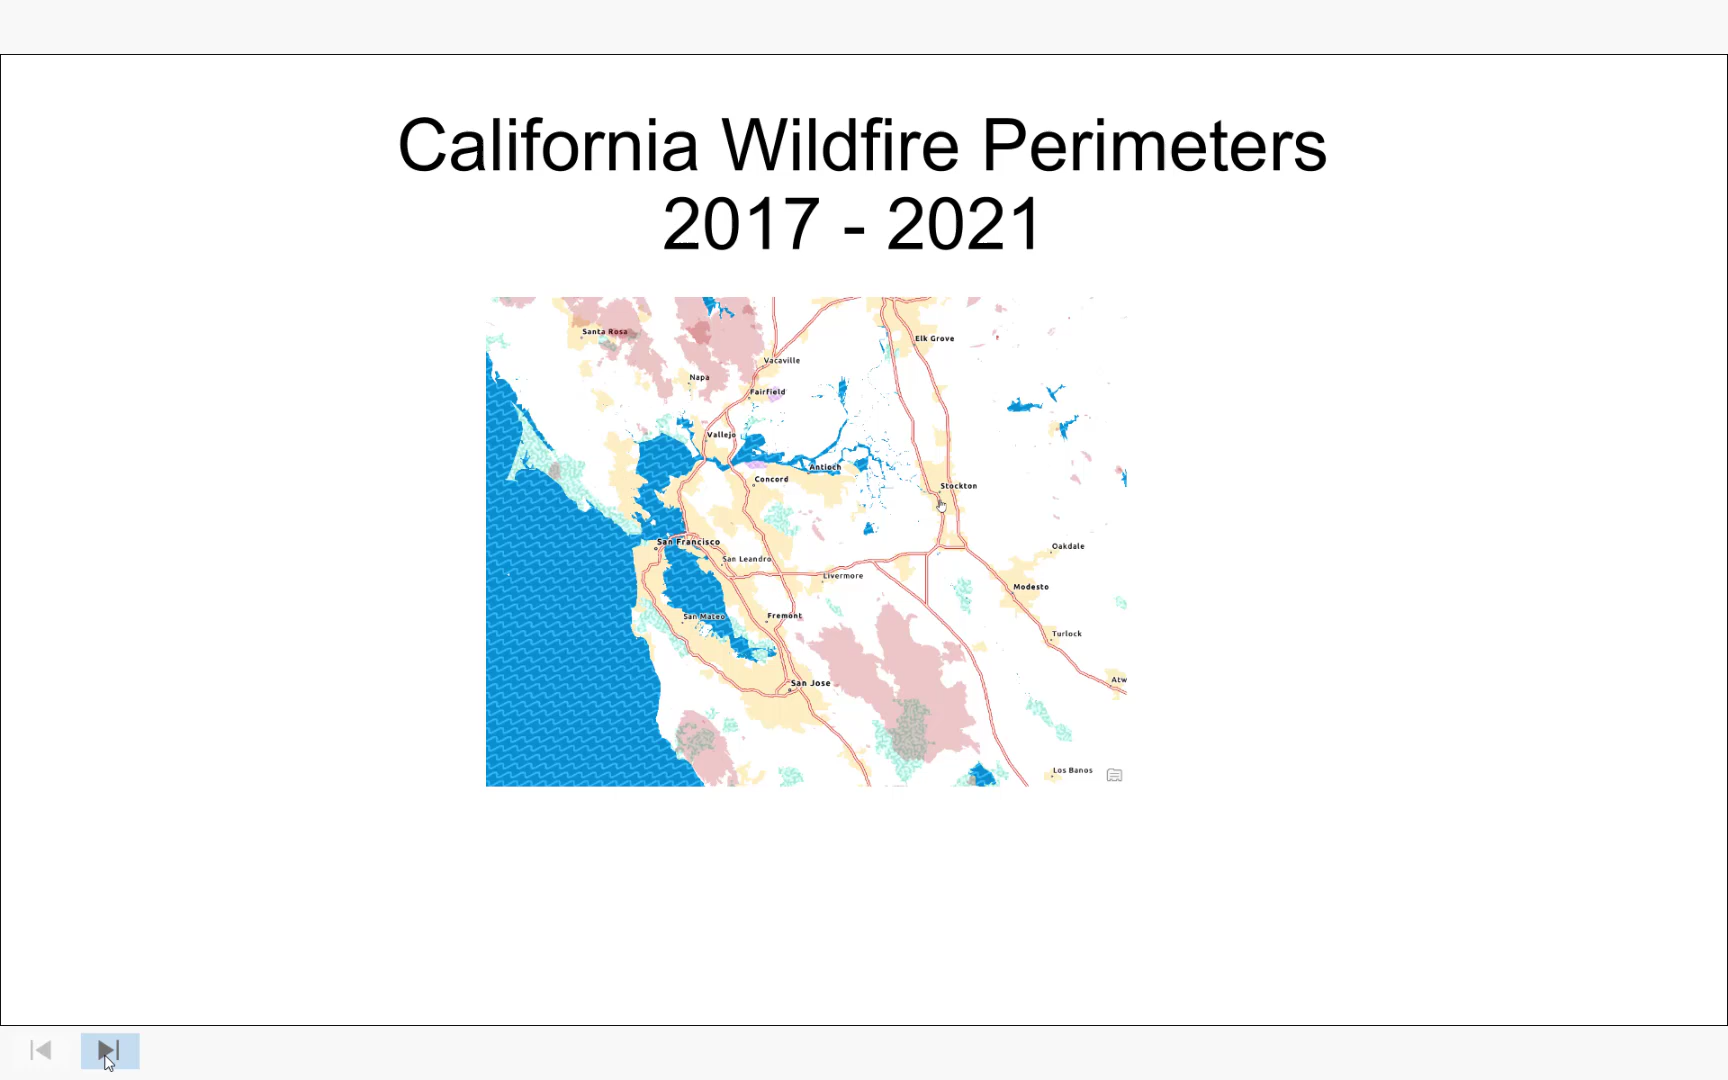 California Wildfire Perimeters
2017 - 2021
Santa Rosa
Elk Grove
Vacaville
Napa
Fairfield
Vallejo
Antioch
Concord
Stockton
San Francisco
Oakdale
San Leandro
Livermore
Modesto
San Mateo
Fremont
Turlock
Atw
San Jose
Los Banos